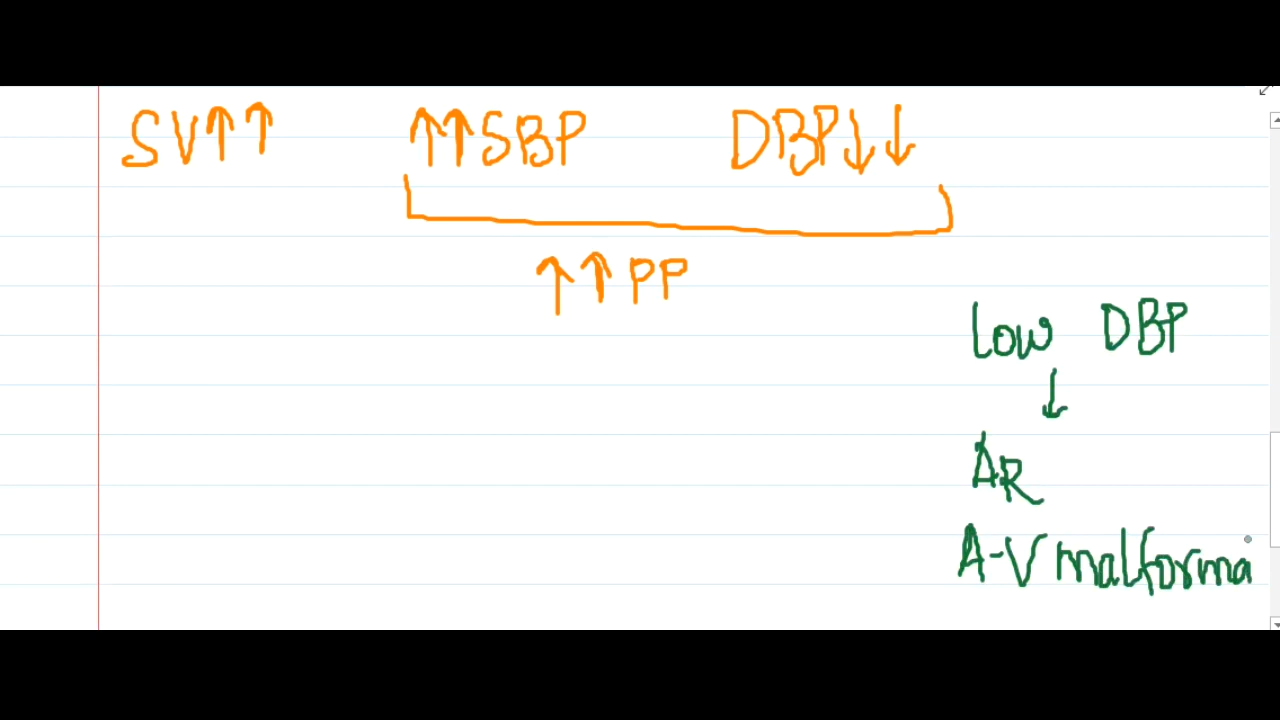 SV↑↑ ↑↑SBP DBP↓↓
↑↑PP
Low DBP
↓
AR
A-V malforma